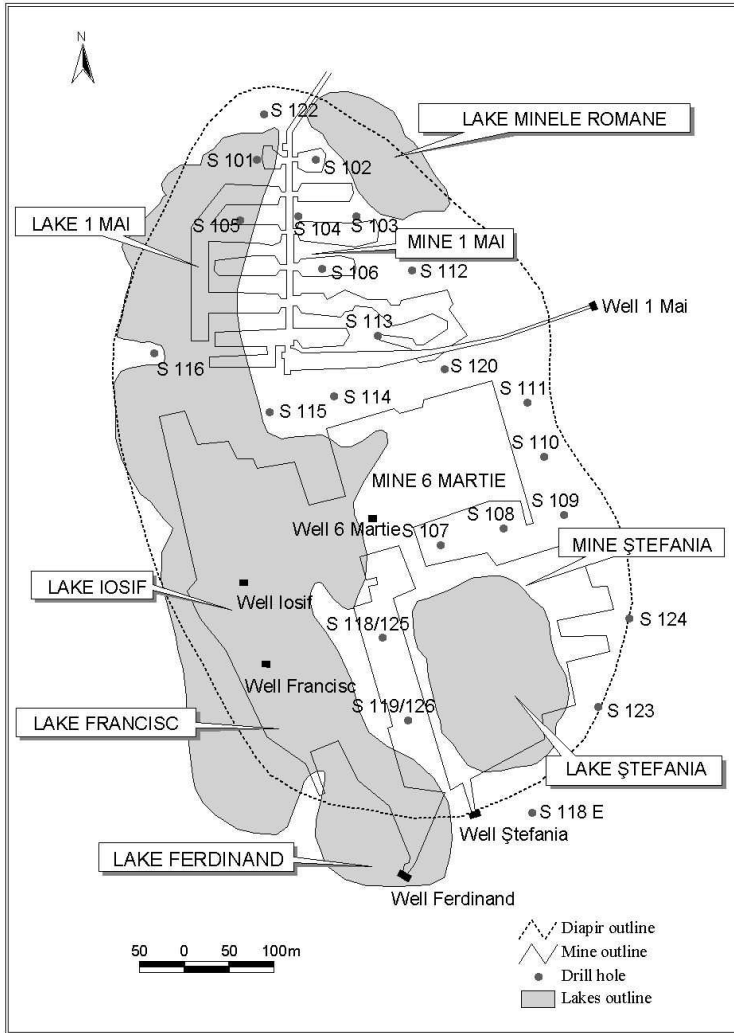 N
S 122
LAKE MINELE ROMANE
S 101
S 102
LAKE 1 MAI
S 105
S 104
S 103
MINE 1 MAI
S 106
S 112
Well 1 Mai
S 113
S 116
S 120
S 114
S 111
S 115
S 110
MINE 6 MARTIE
S 109
Well 6 Martie
S 107
S 108
MINE ŞTEFANIA
LAKE IOSIF
Well Iosif
S 118/125
S 124
Well Francisc
S 119/126
S 123
LAKE FRANCISC
LAKE ŞTEFANIA
S 118 E
Well Ştefania
LAKE FERDINAND
Well Ferdinand
50 0 50 100m
Diapir outline
Mine outline
Drill hole
Lakes outline